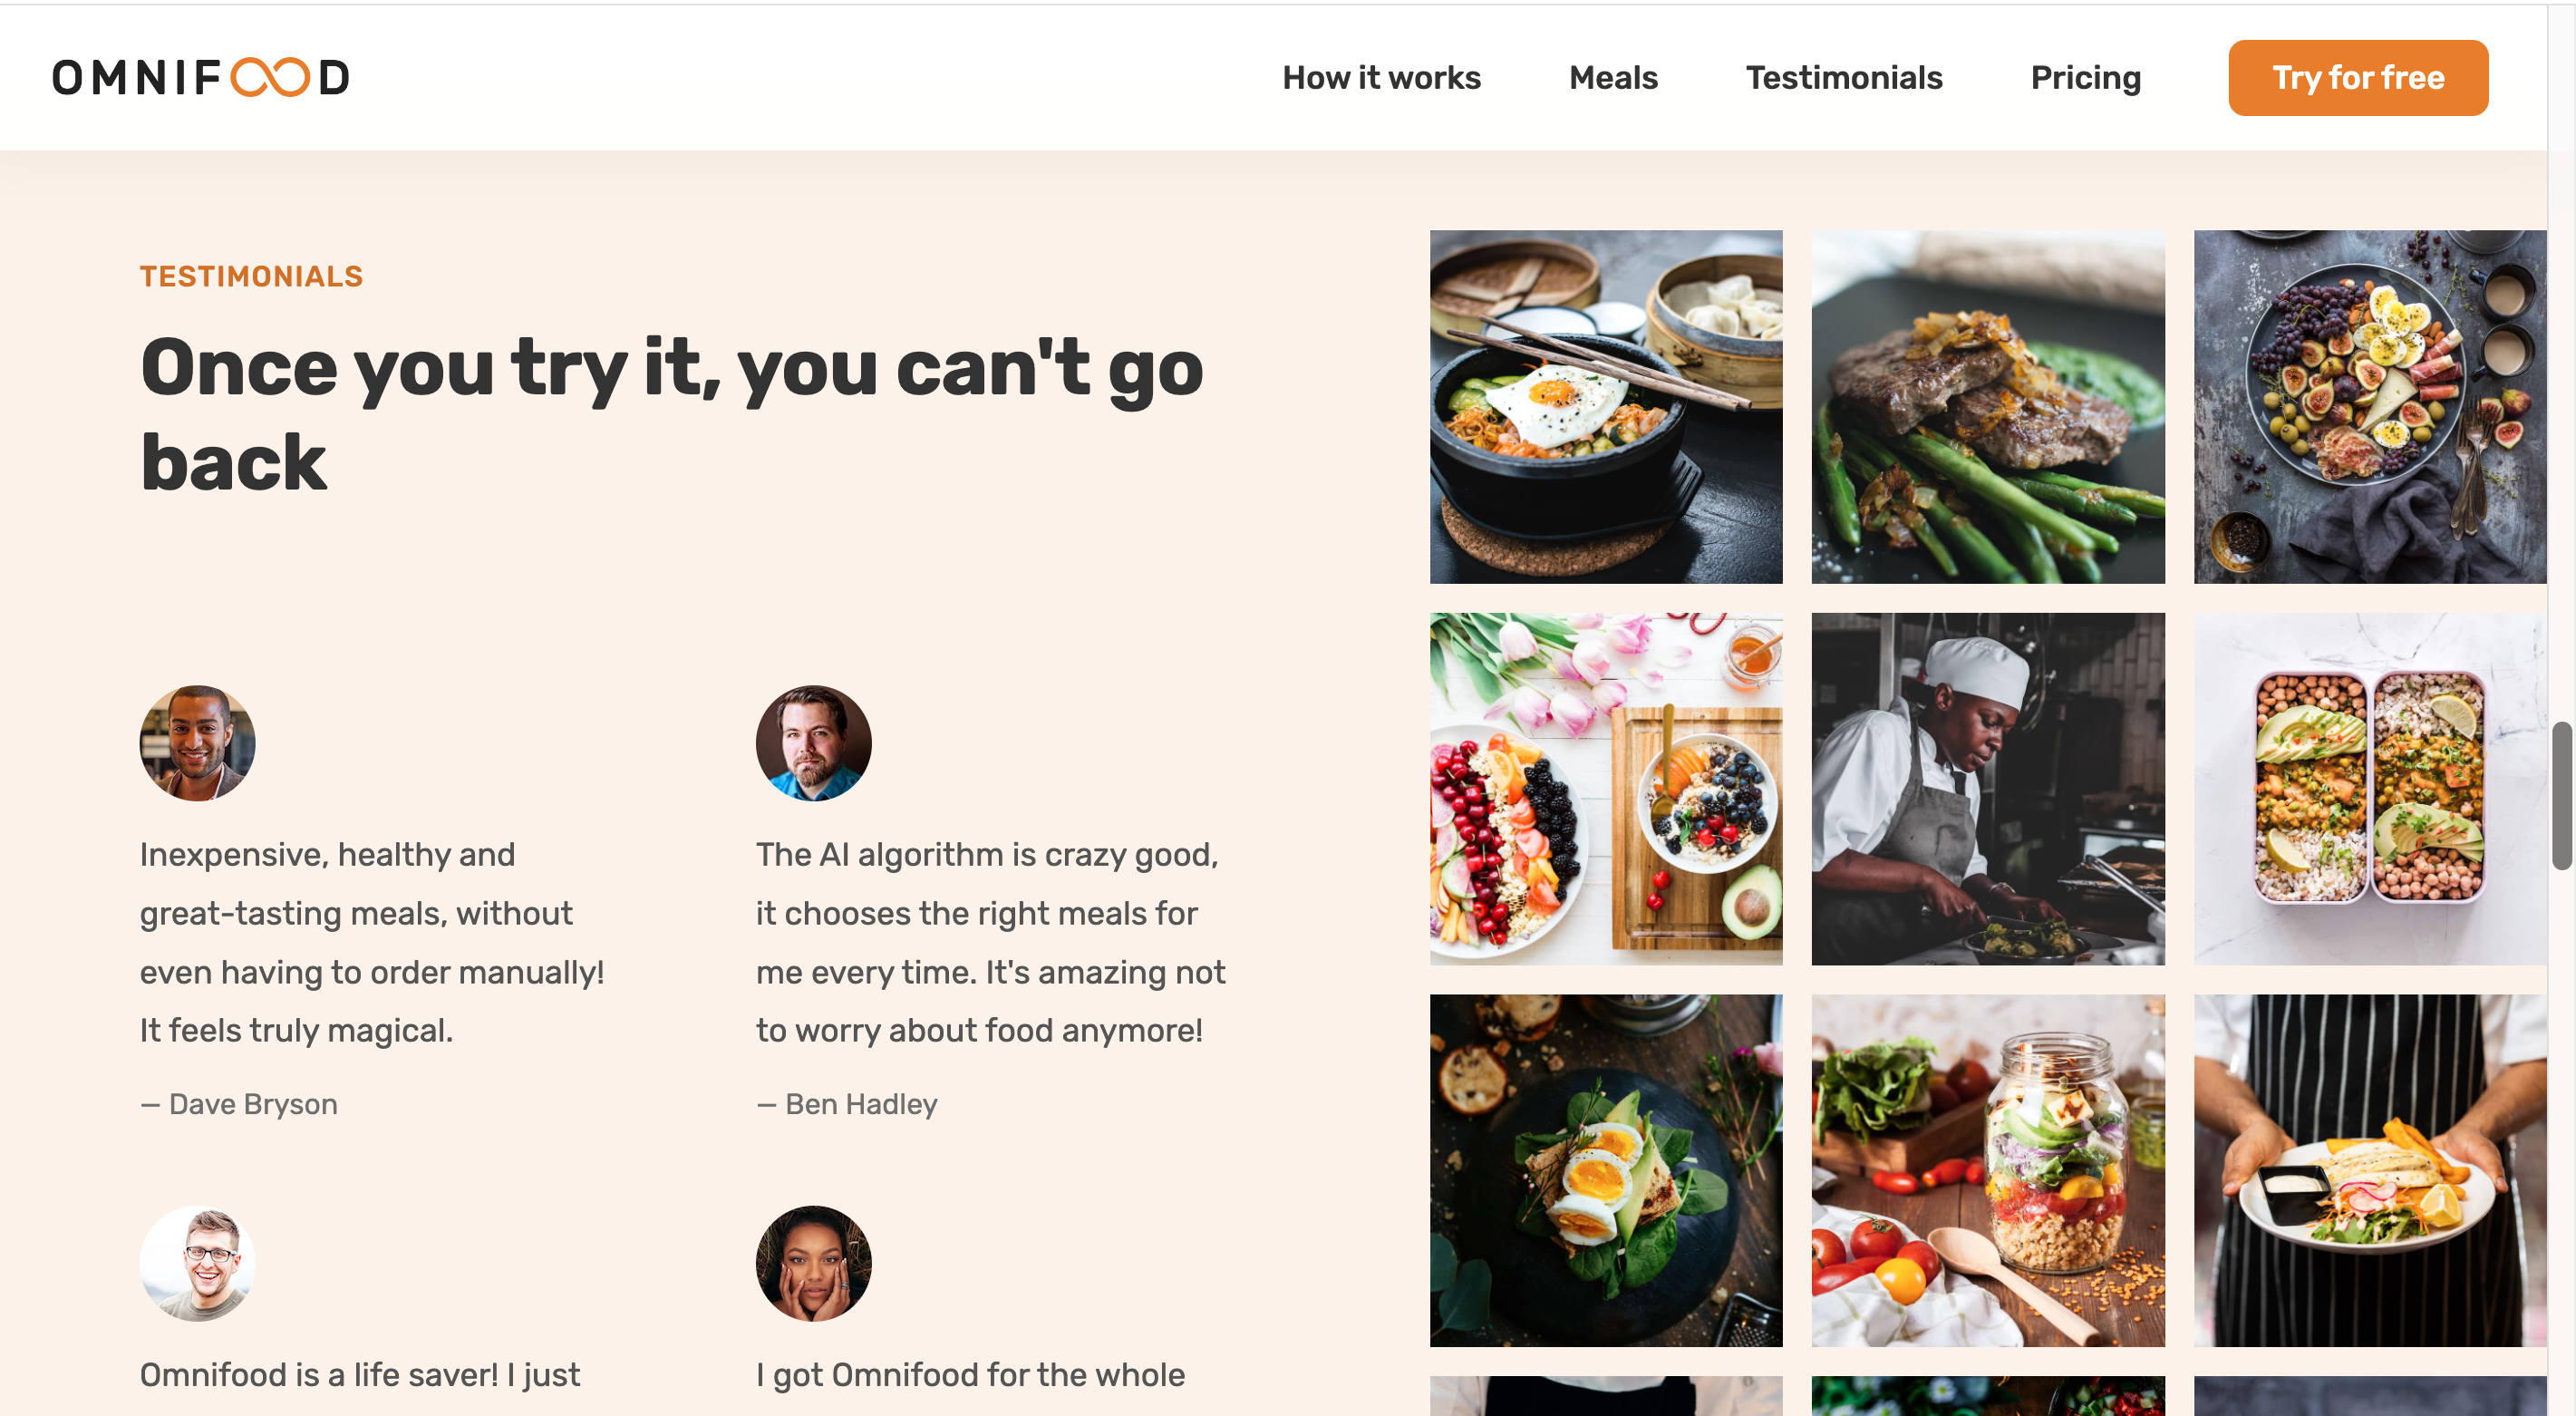 OMNIFOOD
How it works
Meals
Testimonials
Pricing
Try for free
TESTIMONIALS
Once you try it, you can't go
back
Inexpensive, healthy and
great-tasting meals, without
even having to order manually!
It feels truly magical.
— Dave Bryson
The AI algorithm is crazy good,
it chooses the right meals for
me every time. It's amazing not
to worry about food anymore!
— Ben Hadley
Omnifood is a life saver! I just
I got Omnifood for the whole